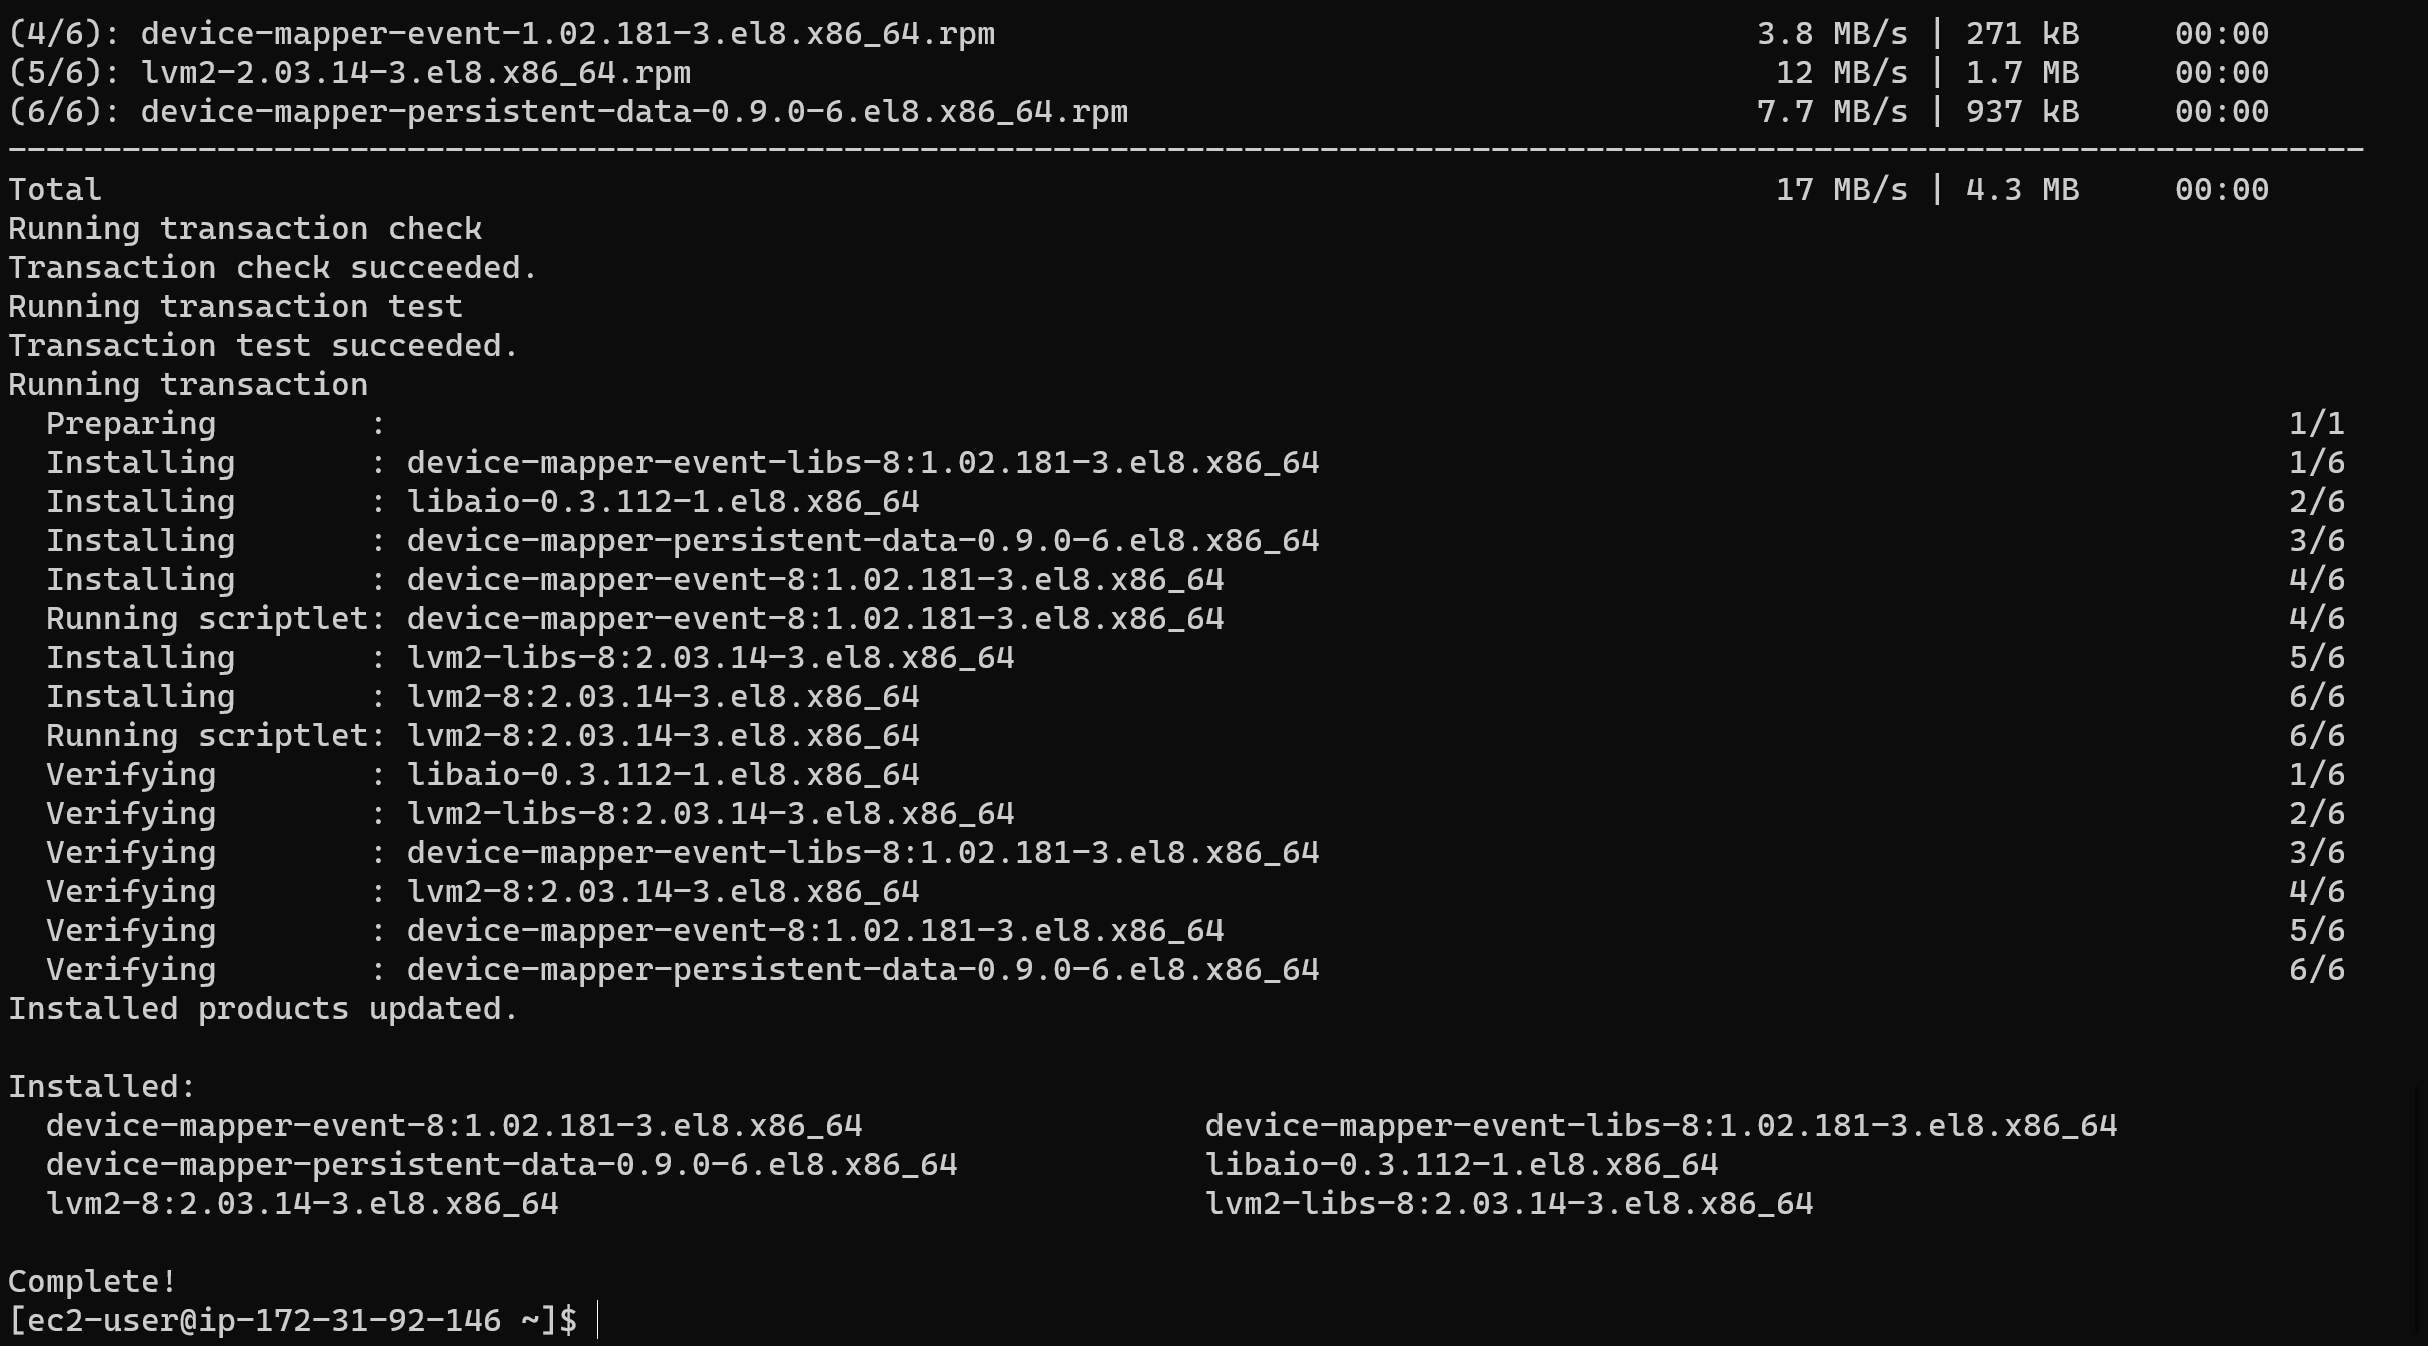 (4/6): device-mapper-event-1.02.181-3.el8.x86_64.rpm 3.8 MB/s | 271 kB 00:00
(5/6): lvm2-2.03.14-3.el8.x86_64.rpm 12 MB/s | 1.7 MB 00:00
(6/6): device-mapper-persistent-data-0.9.0-6.el8.x86_64.rpm 7.7 MB/s | 937 kB 00:00
----------------------------------------------------------------------------------------------------------------------------
Total 17 MB/s | 4.3 MB 00:00
Running transaction check
Transaction check succeeded.
Running transaction test
Transaction test succeeded.
Running transaction
  Preparing        : 1/1
  Installing       : device-mapper-event-libs-8:1.02.181-3.el8.x86_64 1/6
  Installing       : libaio-0.3.112-1.el8.x86_64 2/6
  Installing       : device-mapper-persistent-data-0.9.0-6.el8.x86_64 3/6
  Installing       : device-mapper-event-8:1.02.181-3.el8.x86_64 4/6
  Running scriptlet: device-mapper-event-8:1.02.181-3.el8.x86_64 4/6
  Installing       : lvm2-libs-8:2.03.14-3.el8.x86_64 5/6
  Installing       : lvm2-8:2.03.14-3.el8.x86_64 6/6
  Running scriptlet: lvm2-8:2.03.14-3.el8.x86_64 6/6
  Verifying        : libaio-0.3.112-1.el8.x86_64 1/6
  Verifying        : lvm2-libs-8:2.03.14-3.el8.x86_64 2/6
  Verifying        : device-mapper-event-libs-8:1.02.181-3.el8.x86_64 3/6
  Verifying        : lvm2-8:2.03.14-3.el8.x86_64 4/6
  Verifying        : device-mapper-event-8:1.02.181-3.el8.x86_64 5/6
  Verifying        : device-mapper-persistent-data-0.9.0-6.el8.x86_64 6/6
Installed products updated.

Installed:
  device-mapper-event-8:1.02.181-3.el8.x86_64 device-mapper-event-libs-8:1.02.181-3.el8.x86_64
  device-mapper-persistent-data-0.9.0-6.el8.x86_64 libaio-0.3.112-1.el8.x86_64
  lvm2-8:2.03.14-3.el8.x86_64 lvm2-libs-8:2.03.14-3.el8.x86_64

Complete!
[ec2-user@ip-172-31-92-146 ~]$